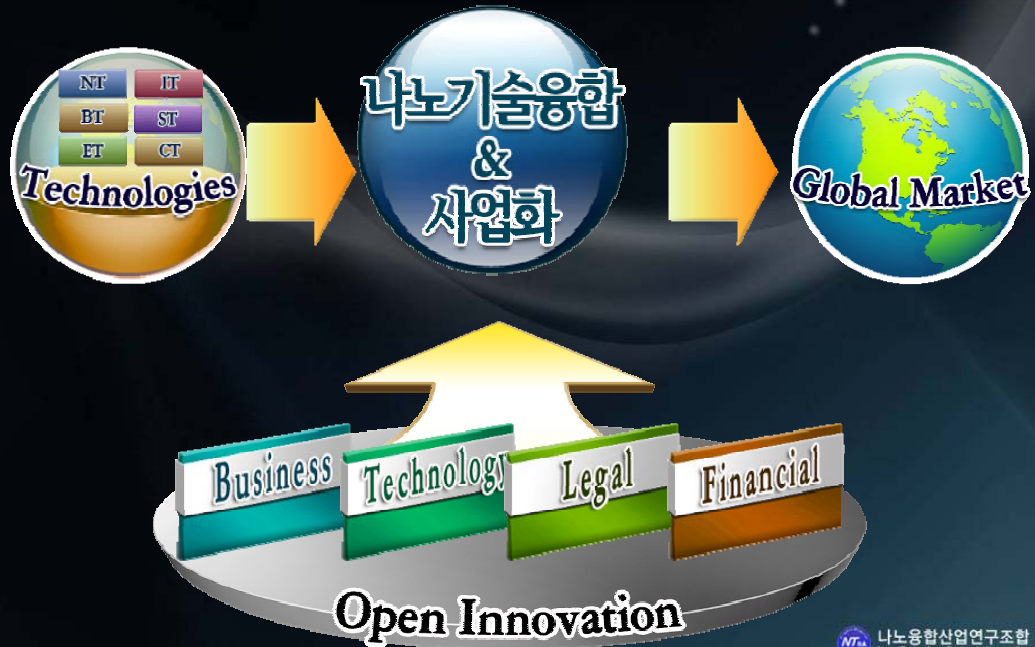 NT IT
BT ST
ET CT
Technologies
나노기술융합
&
사업화
Global Market
Business
Technology
Legal
Financial
Open Innovation
나노융합산업연구조합